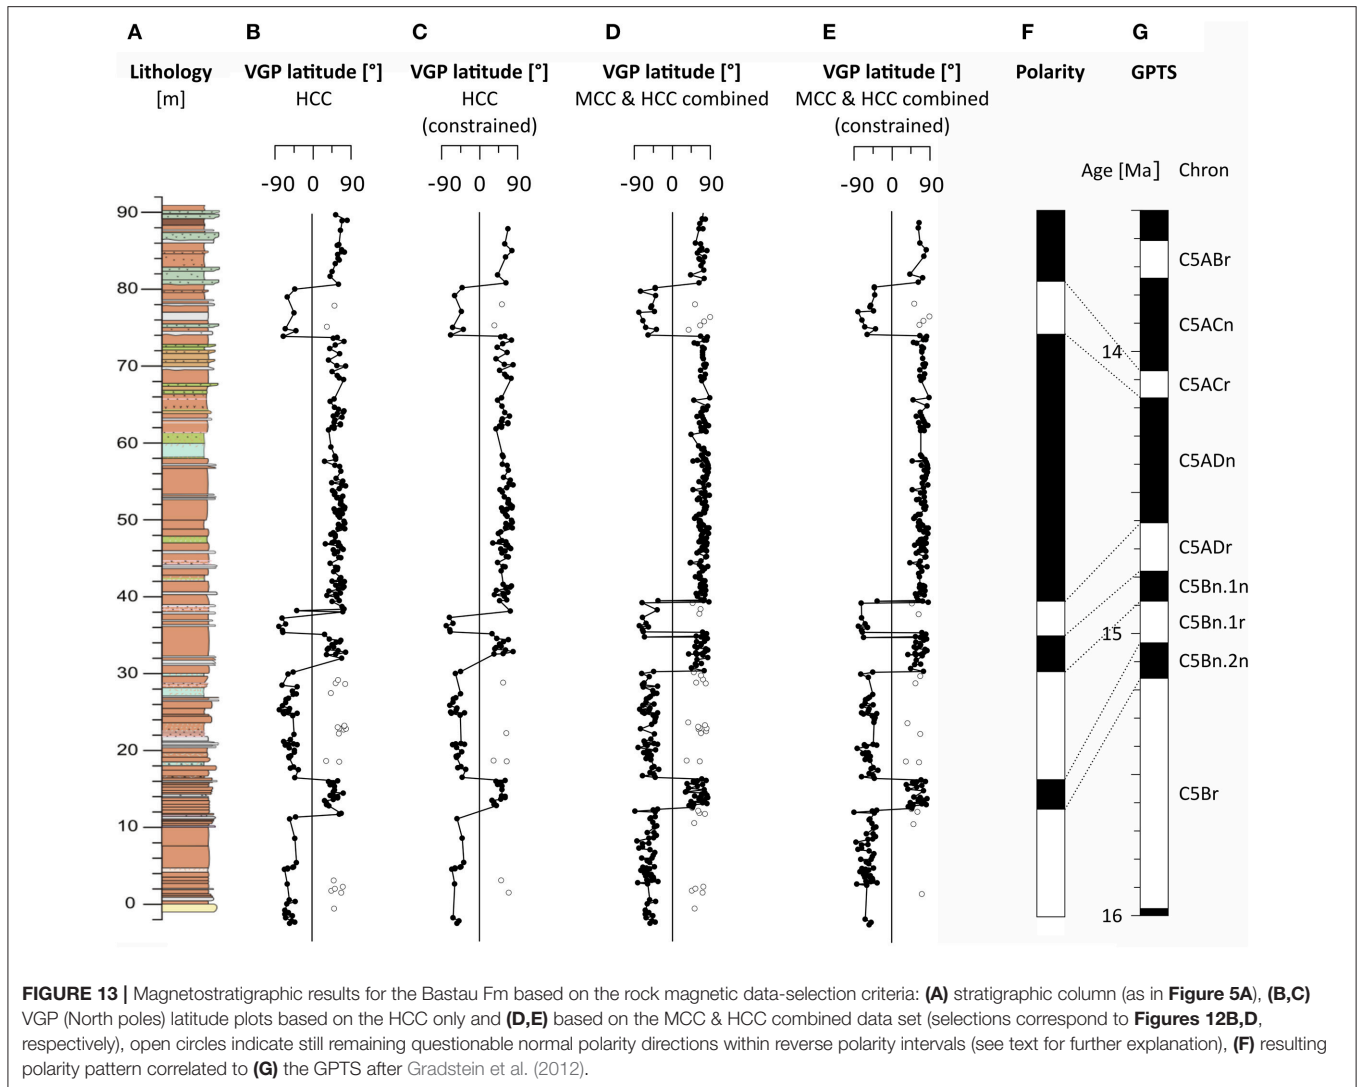 A B C D E F G
Lithology VGP latitude [°] VGP latitude [°] VGP latitude [°] VGP latitude [°] Polarity GPTS
[m] HCC HCC MCC & HCC combined MCC & HCC combined
(constrained) (constrained)
Age [Ma] Chron
-90 0 90 -90 0 90 -90 0 90 -90 0 90
90
C5ABr
80
C5ACn
14
70
C5ACr
60
C5ADn
50
C5ADr
C5Bn.1n
40
C5Bn.1r
15
C5Bn.2n
30
20
C5Br
10
0
16
FIGURE 13 | Magnetostratigraphic results for the Bastau Fm based on the rock magnetic data-selection criteria: (A) stratigraphic column (as in Figure 5A), (B,C)
VGP (North poles) latitude plots based on the HCC only and (D,E) based on the MCC & HCC combined data set (selections correspond to Figures 12B,D,
respectively), open circles indicate still remaining questionable normal polarity directions within reverse polarity intervals (see text for further explanation), (F) resulting
polarity pattern correlated to (G) the GPTS after Gradstein et al. (2012).